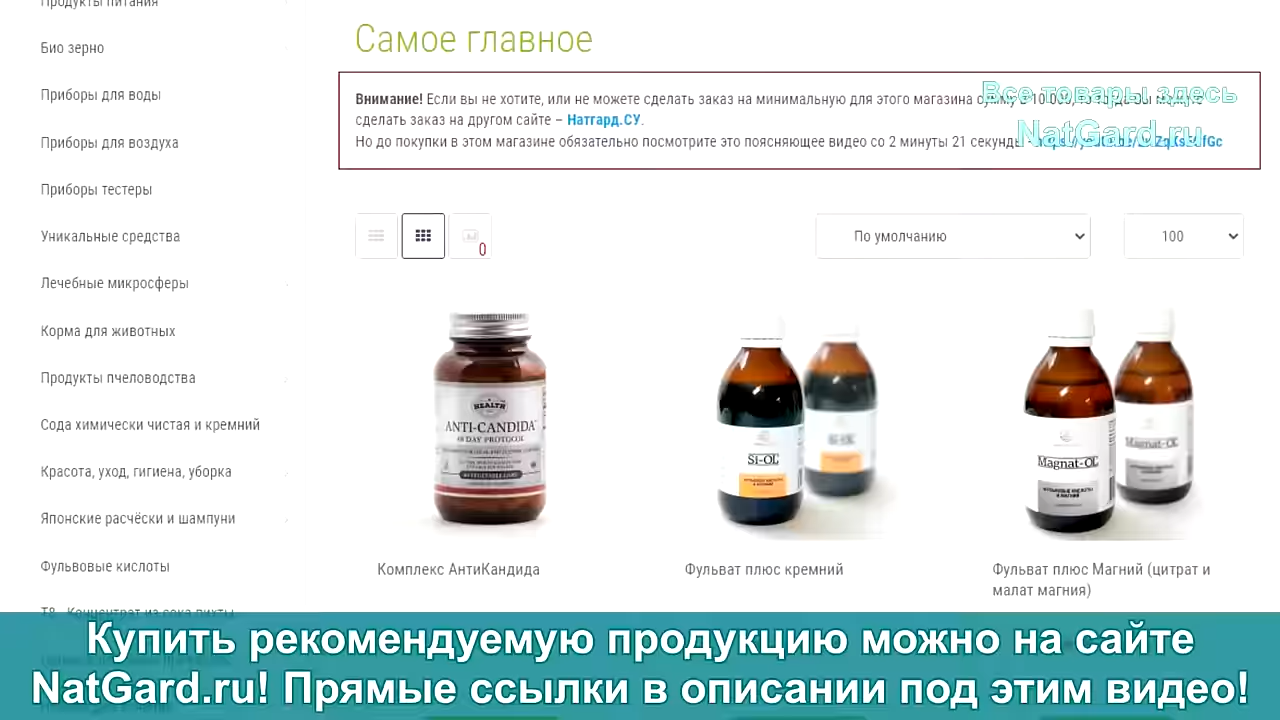 Продукты питания
Био зерно
Приборы для воды
Приборы для воздуха
Приборы тестеры
Уникальные средства
Лечебные микросферы
Корма для животных
Продукты пчеловодства
Сода химически чистая и кремний
Красота, уход, гигиена, уборка
Японские расчёски и шампуни
Фульвовые кислоты
Самое главное
Внимание! Если вы не хотите, или не можете сделать заказ на минимальную для этого магазина сумму
сделать заказ на другом сайте – Натгард.СУ.
Но до покупки в этом магазине обязательно посмотрите это поясняющее видео со 2 минуты 21 секунды -
Все товары здесь
NatGard.ru
0
По умолчанию
100
HEALTH
ANTI-CANDIDA
DAY PROTOCOL
Si-OL
Magnat-OL
Magnat-OL
Комплекс АнтиКандида
Фульват плюс кремний
Фульват плюс Магний (цитрат и
малат магния)
Купить рекомендуемую продукцию можно на сайте
NatGard.ru! Прямые ссылки в описании под этим видео!